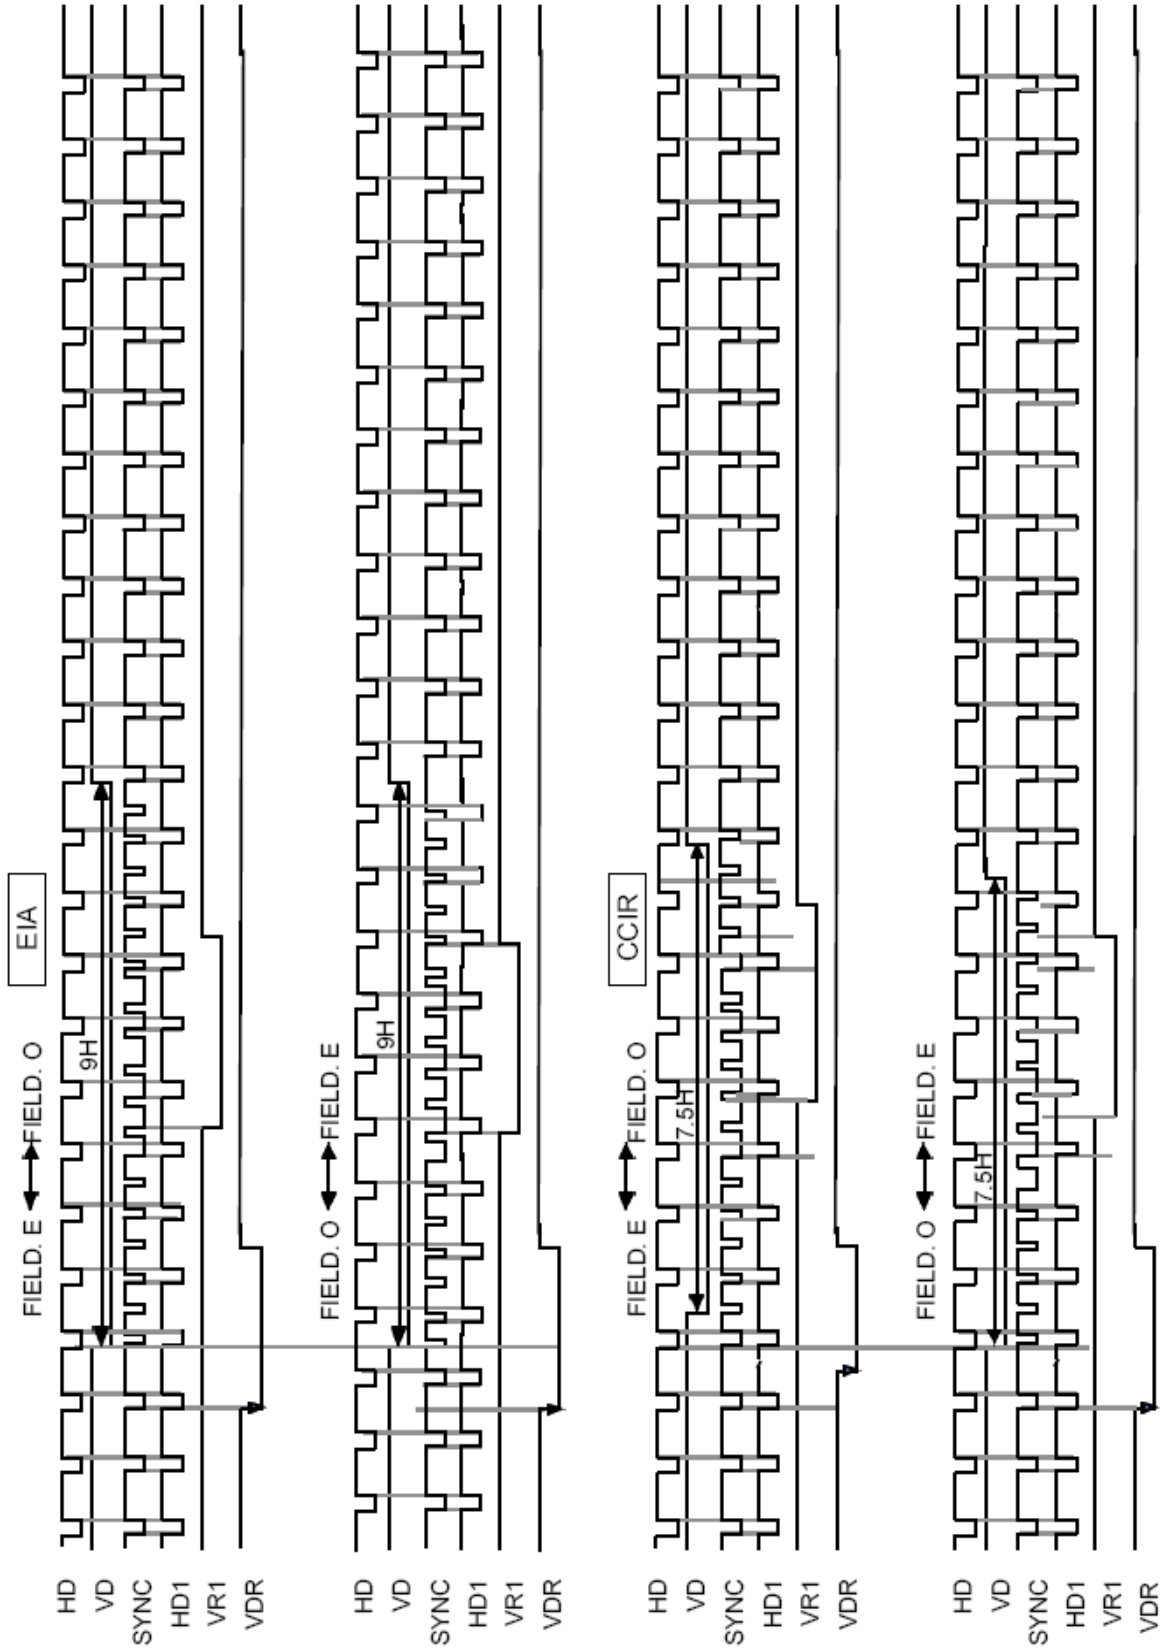 EIA
FIELD. E FIELD. O
HD
VD
9H
SYNC
HD1
VR1
VDR
FIELD. O FIELD. E
HD
VD
9H
SYNC
HD1
VR1
VDR
CCIR
FIELD. E FIELD. O
HD
VD
7.5H
SYNC
HD1
VR1
VDR
FIELD. O FIELD. E
HD
VD
7.5H
SYNC
HD1
VR1
VDR